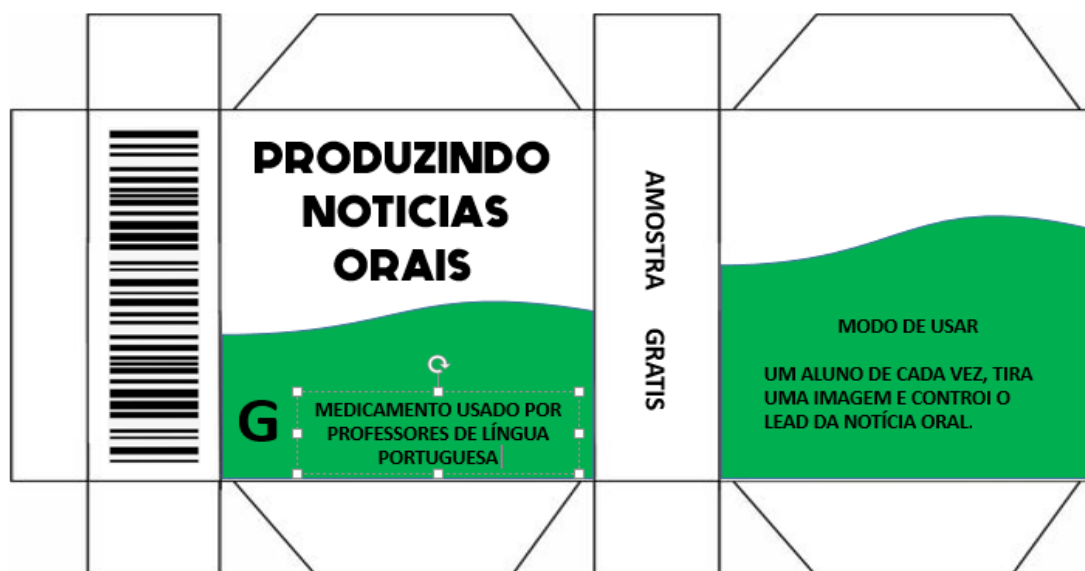 PRODUZINDO
NOTICIAS
ORAIS
G
MEDICAMENTO USADO POR
PROFESSORES DE LÍNGUA
PORTUGUESA
AMOSTRA GRATIS
MODO DE USAR
UM ALUNO DE CADA VEZ, TIRA
UMA IMAGEM E CONTROI O
LEAD DA NOTÍCIA ORAL.